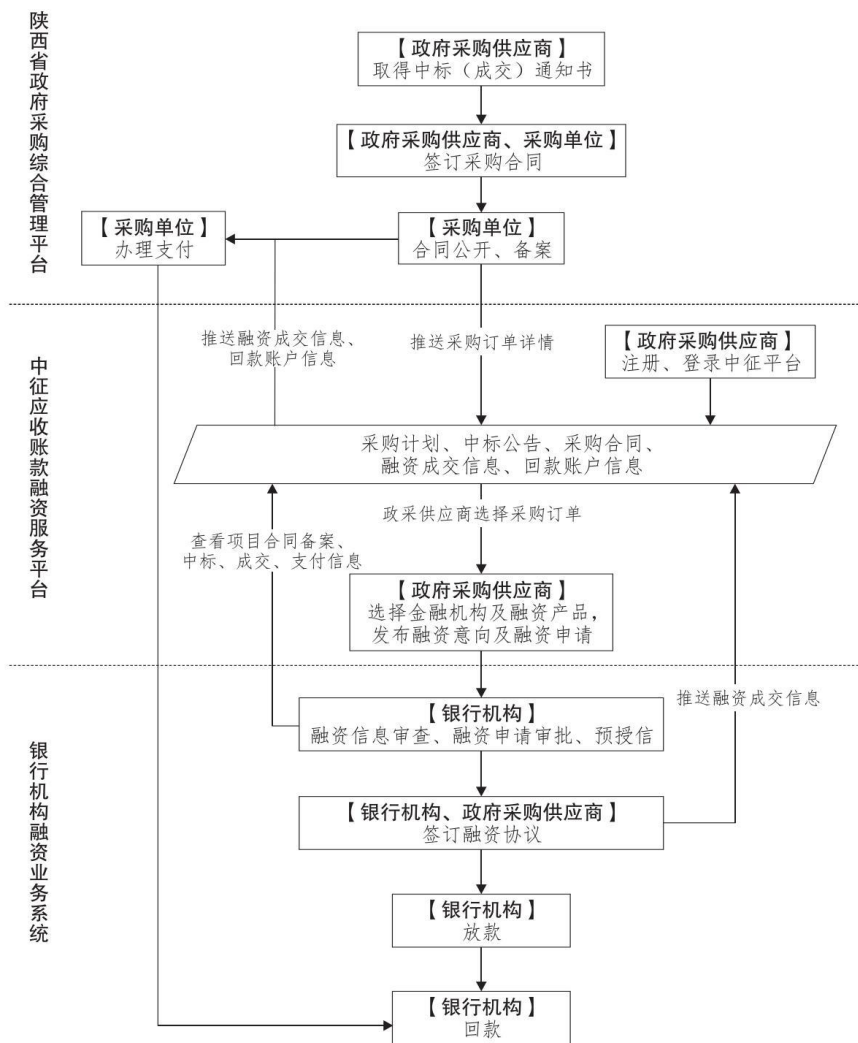 陕西省政府采购综合管理平台
【政府采购供应商】
取得中标（成交）通知书
【政府采购供应商、采购单位】
签订采购合同
【采购单位】
办理支付
【采购单位】
合同公开、备案
中征应收账款融资服务平台
推送融资成交信息、
回款账户信息
推送采购订单详情
【政府采购供应商】
注册、登录中征平台
采购计划、中标公告、采购合同、
融资成交信息、回款账户信息
政采供应商选择采购订单
查看项目合同备案、
中标、成交、支付信息
【政府采购供应商】
选择金融机构及融资产品，
发布融资意向及融资申请
银行机构融资业务系统
【银行机构】
融资信息审查、融资申请审批、预授信
推送融资成交信息
【银行机构、政府采购供应商】
签订融资协议
【银行机构】
放款
【银行机构】
回款